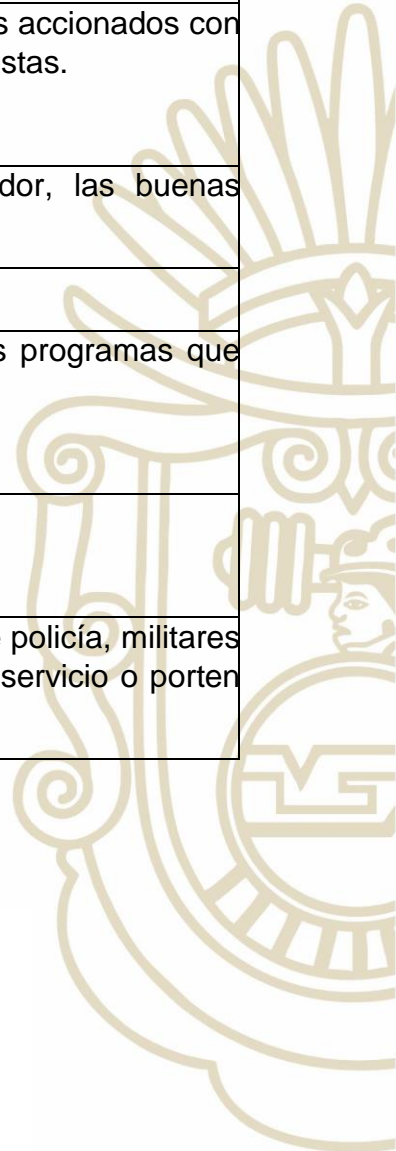 s accionados con
stas.
dor, las buenas
s programas que
policía, militares
servicio o porten